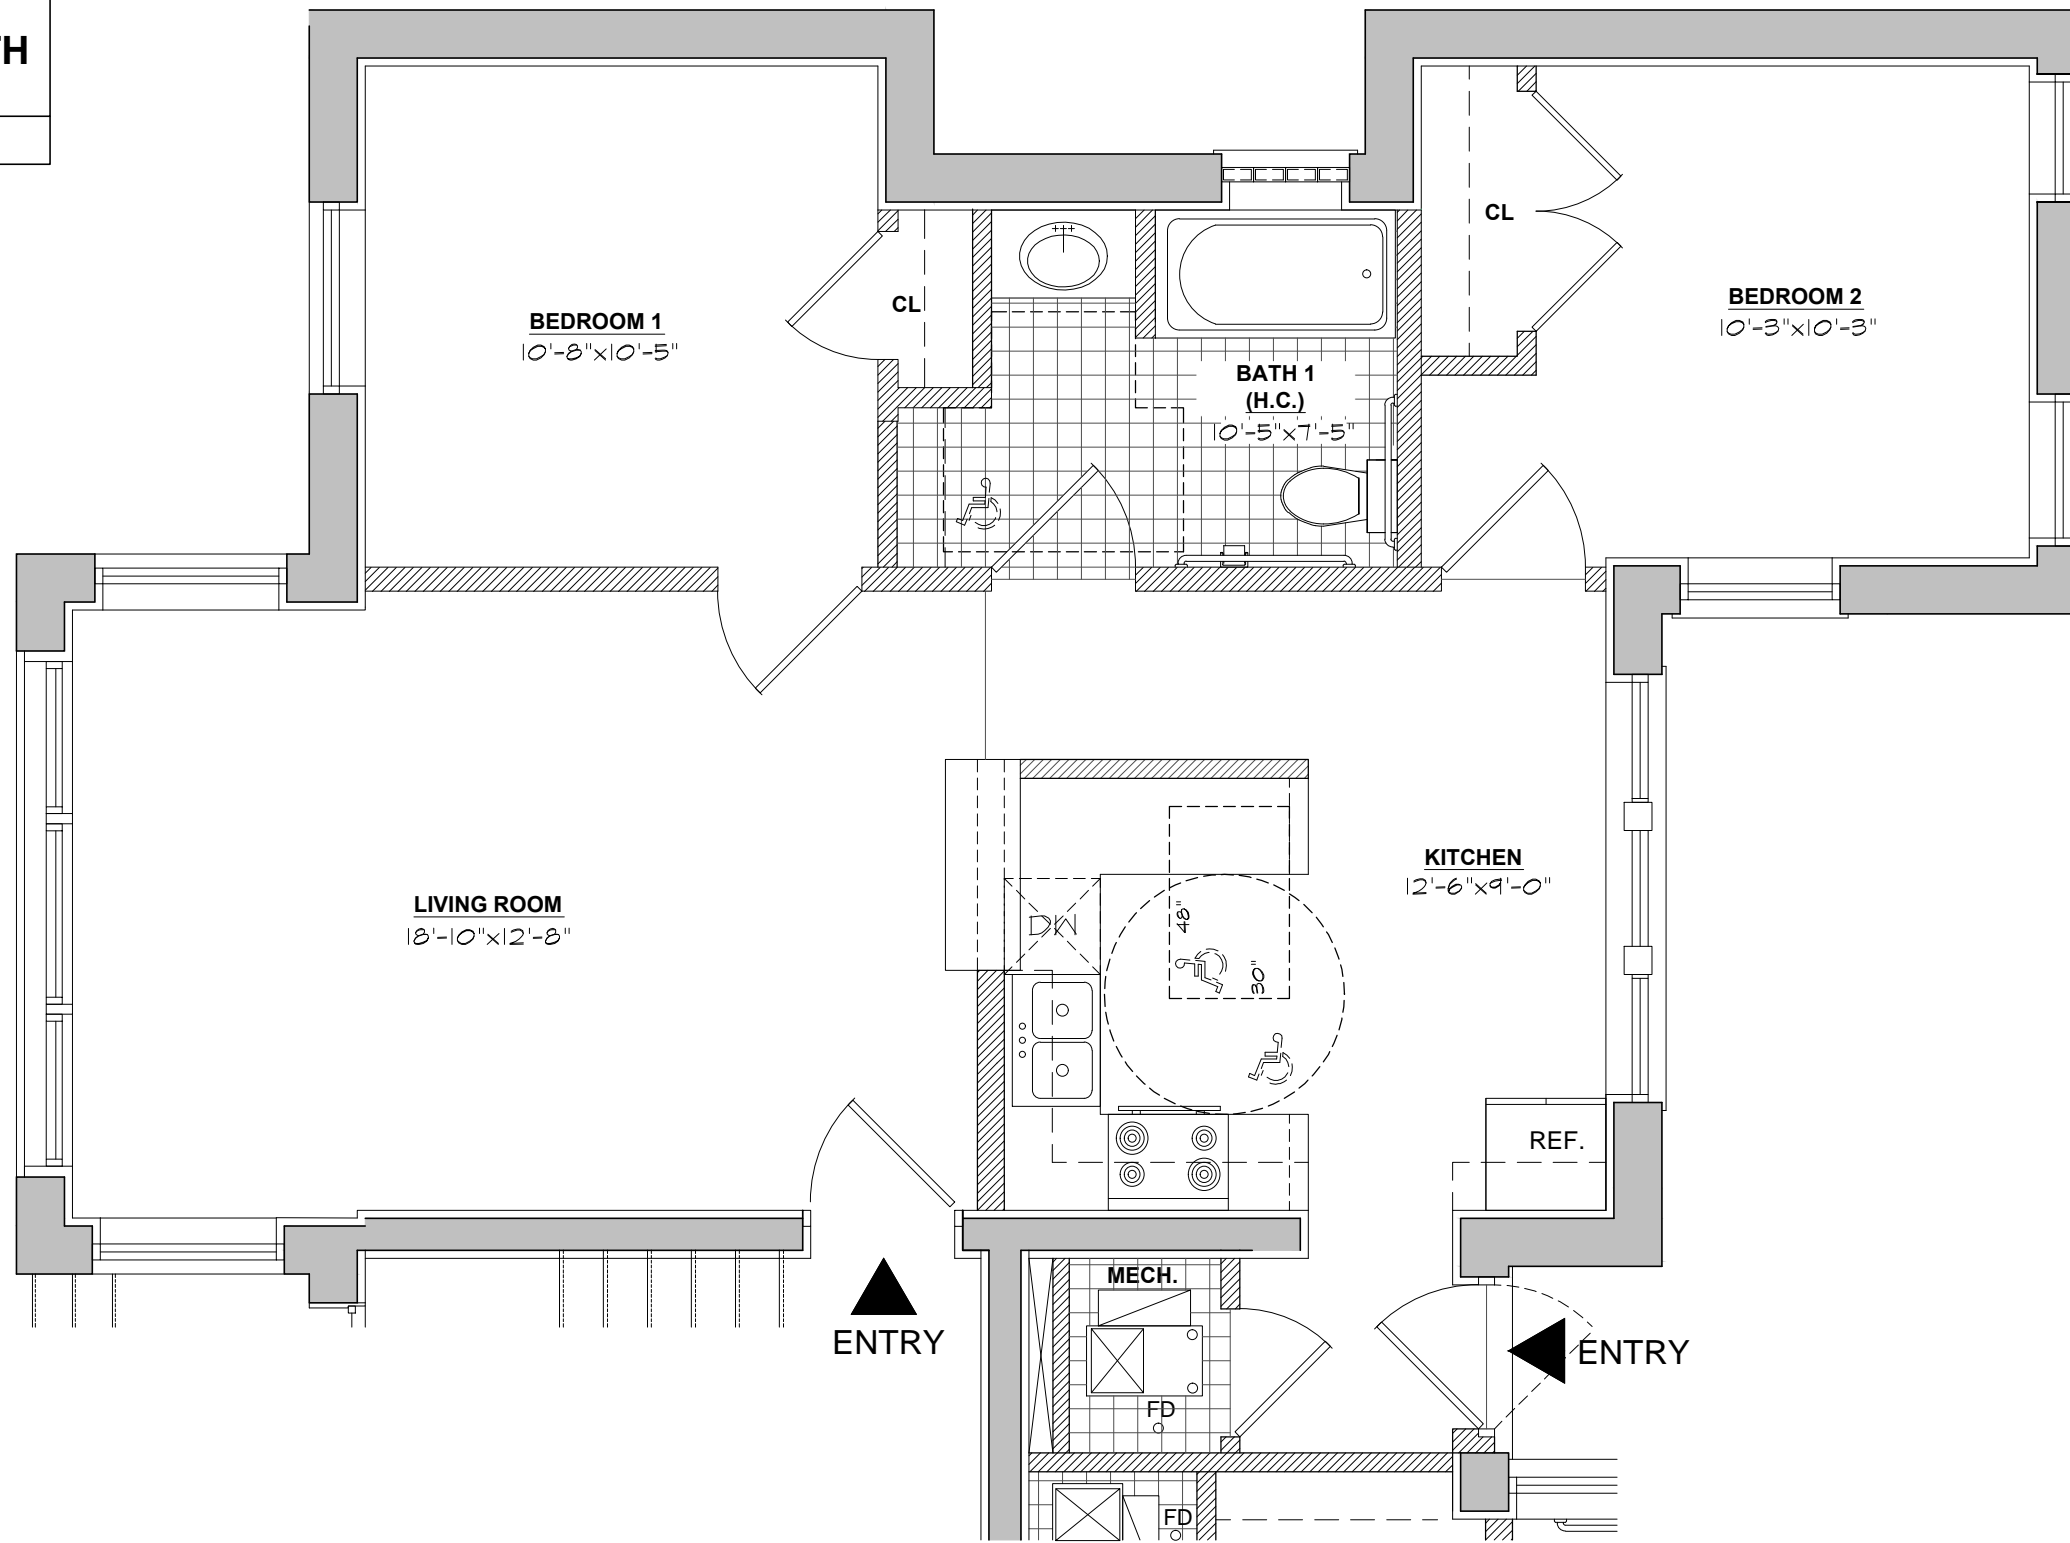 TH
CL
CL
BEDROOM 1
10'-8"x10'-5"
BEDROOM 2
10'-3"x10'-3"
BATH 1
(H.C.)
10'-5"x7'-5"
KITCHEN
12'-6"x9'-0"
LIVING ROOM
18'-10"x12'-8"
DW
48"
30"
REF.
MECH.
ENTRY
ENTRY
FD
FD